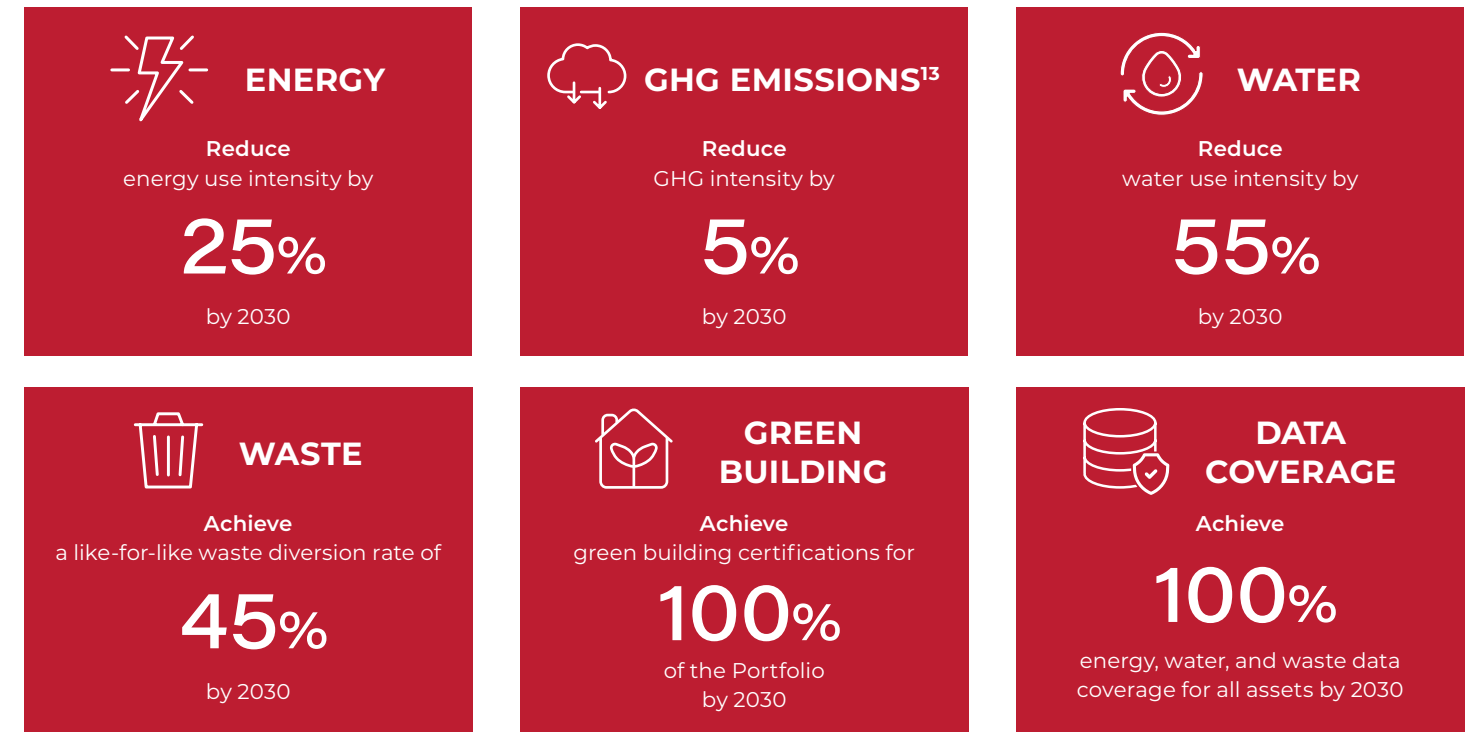 ENERGY
Reduce
energy use intensity by
25%
by 2030
GHG EMISSIONS¹³
Reduce
GHG intensity by
5%
by 2030
WATER
Reduce
water use intensity by
55%
by 2030
WASTE
Achieve
a like-for-like waste diversion rate of
45%
by 2030
GREEN
BUILDING
Achieve
green building certifications for
100%
of the Portfolio
by 2030
DATA
COVERAGE
Achieve
100%
energy, water, and waste data
coverage for all assets by 2030